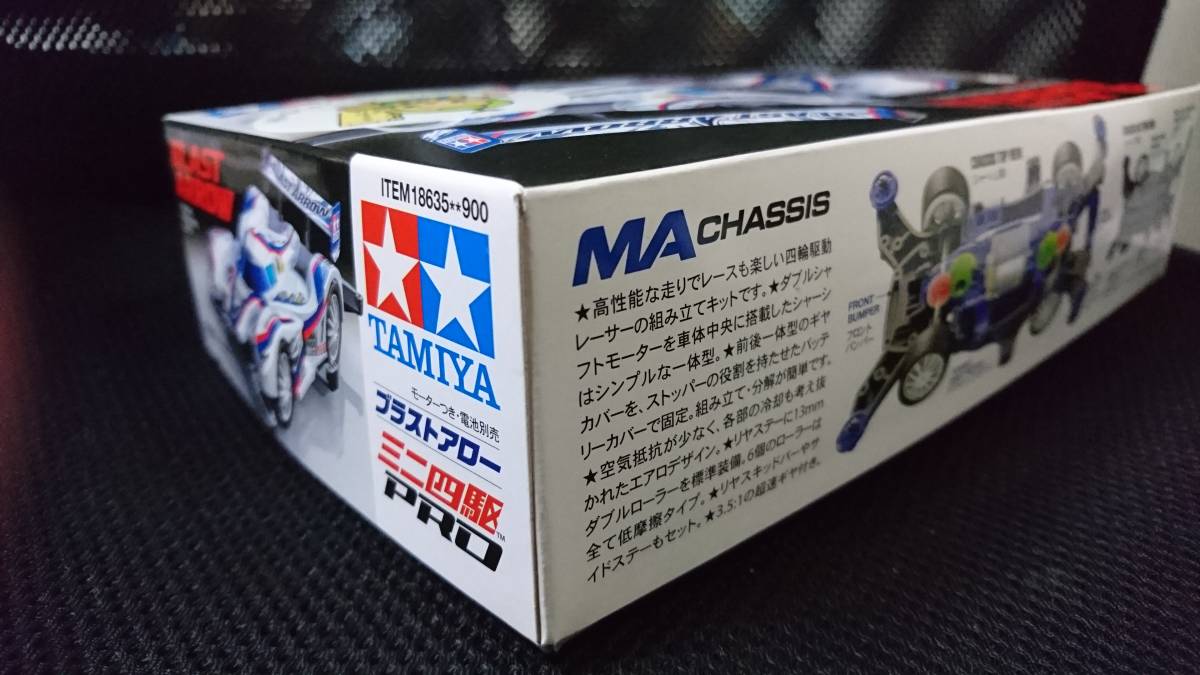 BLAST
ARROW
ITEM18635**900
TAMIYA
モーターつき・電池別売
ブラストアロー
ミニ四駆
PRO
TM
MA CHASSIS
★高性能な走りでレースも楽しい四輪駆動
レーサーの組み立てキットです。★ダブルシャ
フトモーターを車体中央に搭載したシャーシ
はシンプルな一体型。★前後一体型のギヤ
カバーを、ストッパーの役割を持たせたバッテ
リーカバーで固定。組み立て・分解が簡単です。
★空気抵抗が少なく、各部の冷却も考え抜
かれたエアロデザイン。★リヤステーに13mm
ダブルローラーを標準装備。6個のローラーは
全て低摩擦タイプ。★リヤスキッドバーやサ
イドステーもセット。★3.5:1の超速ギヤ付き。
CHASSIS TOP VIEW
FRONT
BUMPER
フロント
バンパー